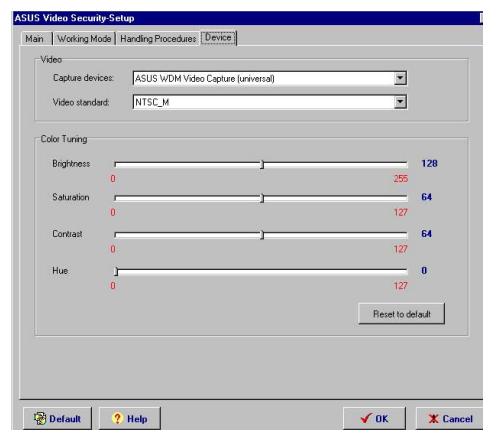 ASUS Video Security-Setup
Main Working Mode Handling Procedures Device
Video
Capture devices: ASUS WDM Video Capture (universal)
Video standard: NTSC_M
Color Tuning
Brightness 128
0 255
Saturation 64
0 127
Contrast 64
0 127
Hue 0
0 127
Reset to default
Default ? Help OK Cancel